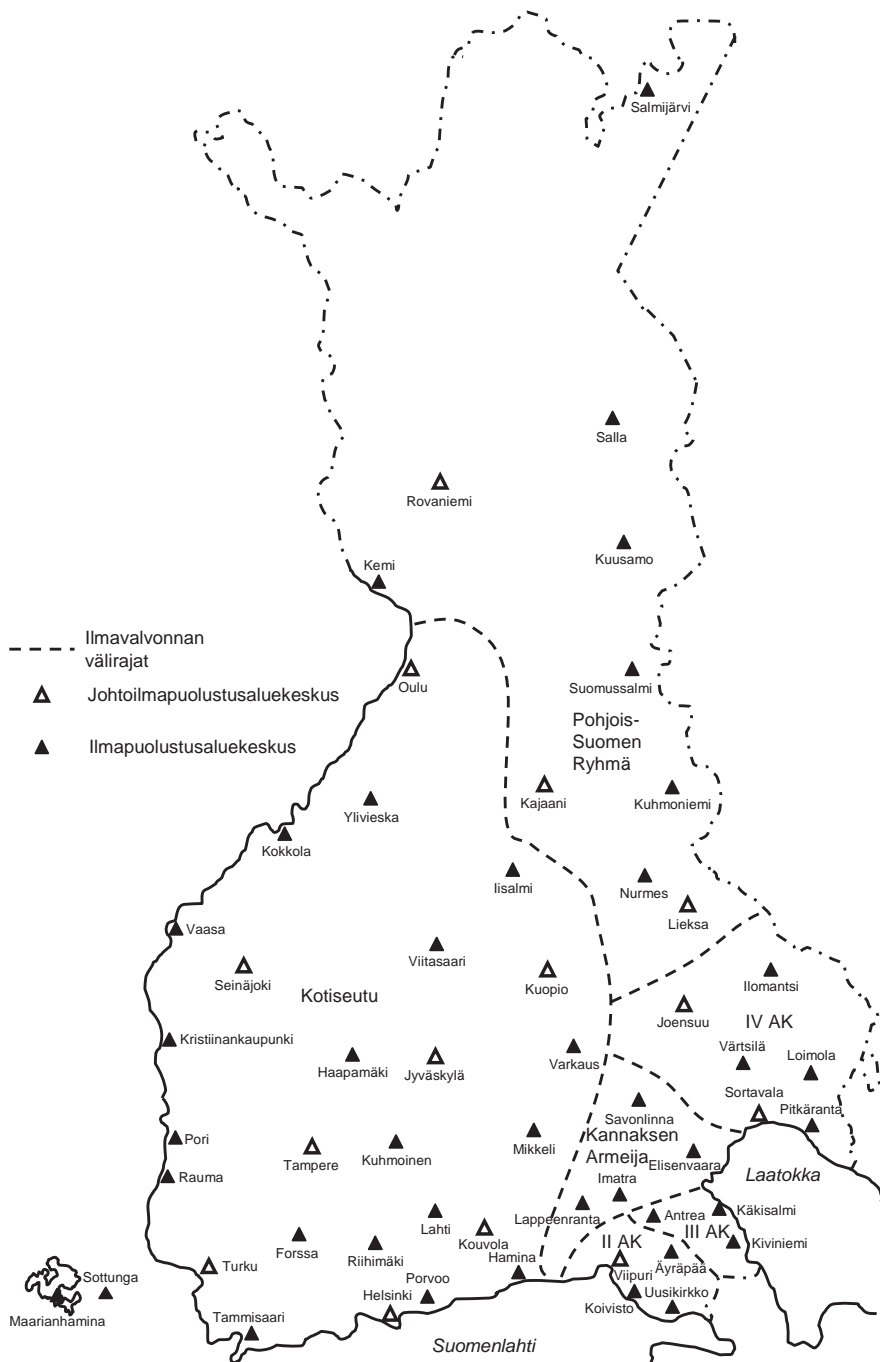 Salmijärvi
Salla
Rovaniemi
Kuusamo
Kemi
Ilmavalvonnan
välirajat
Johtoilmapuolustusaluekeskus
Ilmapuolustusaluekeskus
Oulu
Suomussalmi
Pohjois-
Suomen
Ryhmä
Kajaani
Kuhmoniemi
Ylivieska
Kokkola
Iisalmi
Nurmes
Lieksa
Vaasa
Viitasaari
Seinäjoki
Kuopio
Ilomantsi
Kotiseutu
Joensuu
IV AK
Kristiinankaupunki
Haapamäki
Jyväskylä
Varkaus
Värtsilä
Loimola
Sortavala
Savonlinna
Pitkäranta
Kannaksen
Armeija
Pori
Tampere
Kuhmoinen
Mikkeli
Elisenvaara
Laatokka
Rauma
Imatra
Lappeenranta
Antrea
Käkisalmi
III AK
Lahti
Kouvola
Forssa
Riihimäki
Hamina
II AK
Kiviniemi
Äyräpää
Viipuri
Turku
Sottunga
Maarianhamina
Porvoo
Helsinki
Uusikirkko
Koivisto
Tammisaari
Suomenlahti